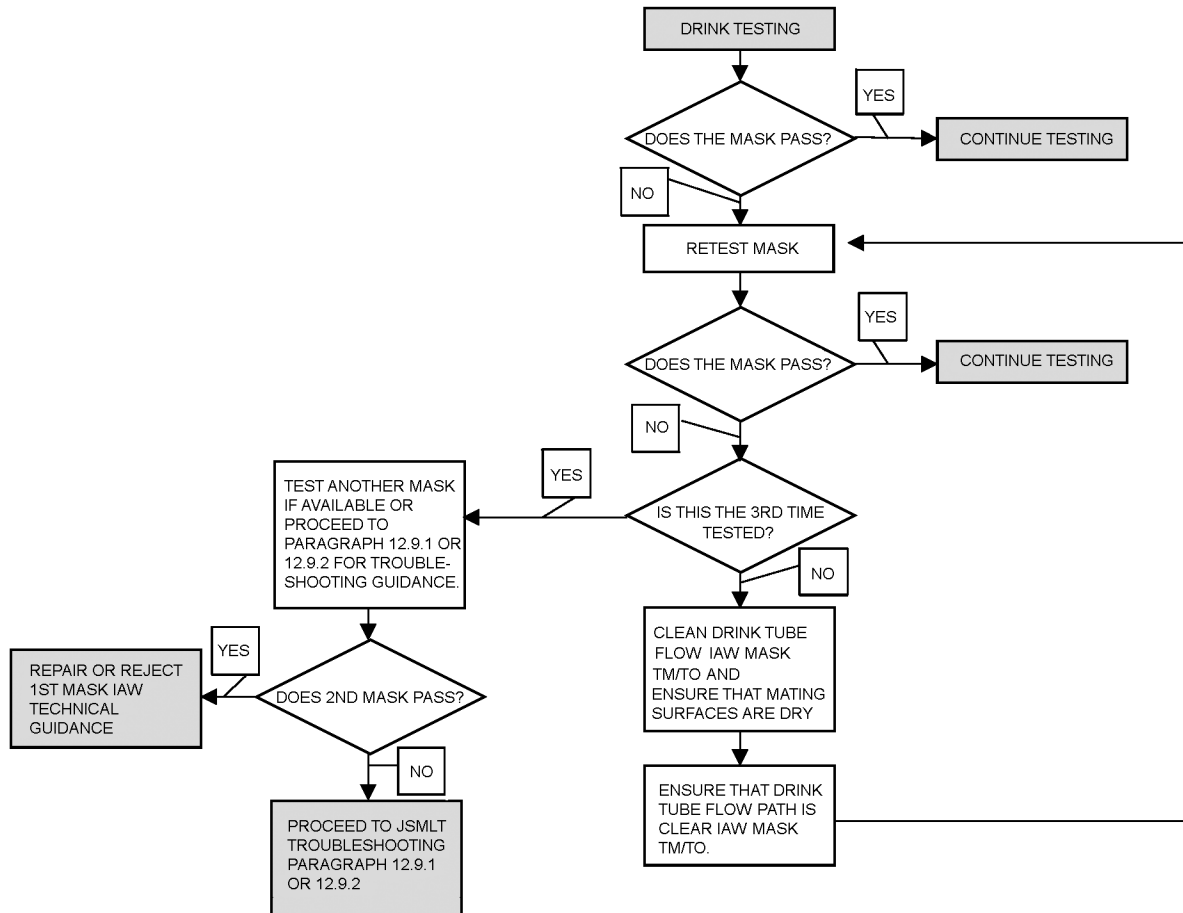 DRINK TESTING
YES
DOES THE MASK PASS?
CONTINUE TESTING
NO
RETEST MASK
YES
DOES THE MASK PASS?
CONTINUE TESTING
NO
YES
IS THIS THE 3RD TIME
TESTED?
NO
TEST ANOTHER MASK
IF AVAILABLE OR
PROCEED TO
PARAGRAPH 12.9.1 OR
12.9.2 FOR TROUBLE-
SHOOTING GUIDANCE.
CLEAN DRINK TUBE
FLOW IAW MASK
TM/TO AND
ENSURE THAT MATING
SURFACES ARE DRY
YES
REPAIR OR REJECT
1ST MASK IAW
TECHNICAL
GUIDANCE
DOES 2ND MASK PASS?
NO
ENSURE THAT DRINK
TUBE FLOW PATH IS
CLEAR IAW MASK
TM/TO.
PROCEED TO JSMLT
TROUBLESHOOTING
PARAGRAPH 12.9.1
OR 12.9.2